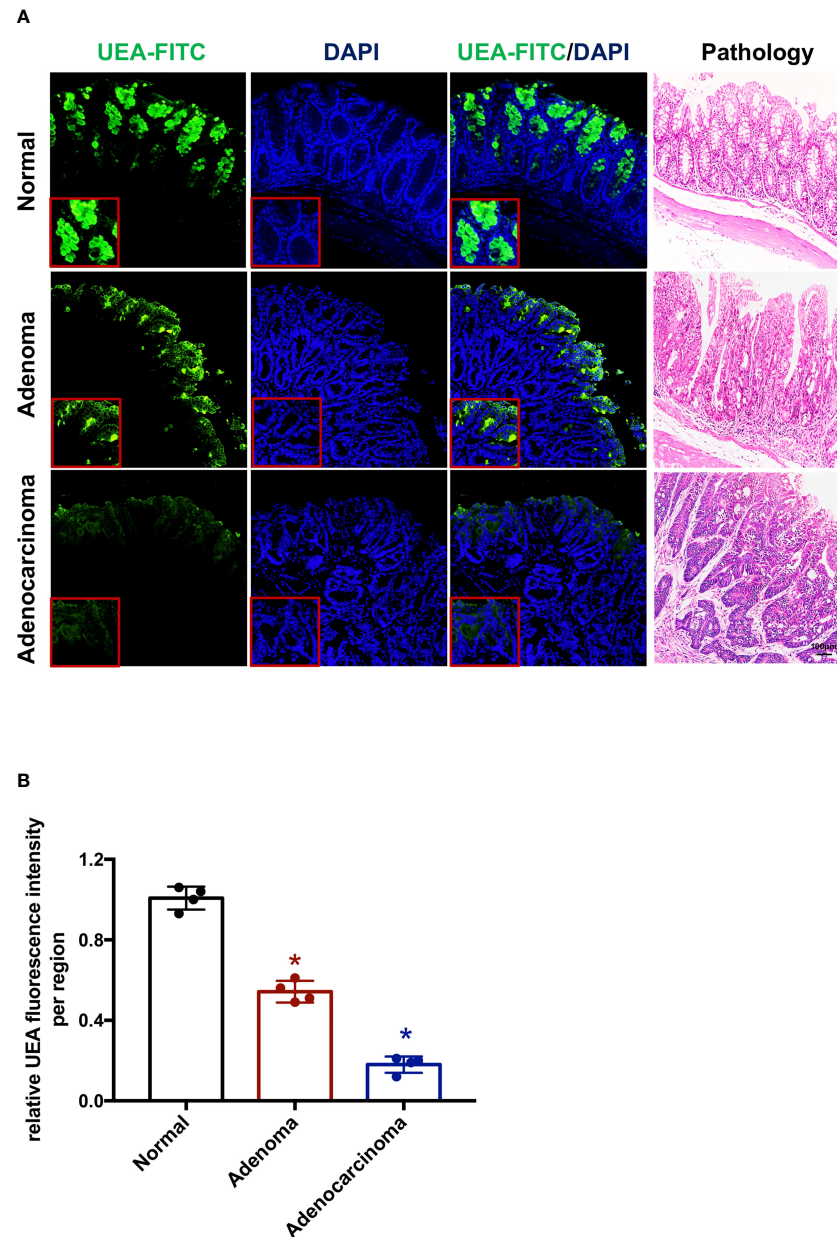 A
UEA-FITC DAPI UEA-FITC/DAPI Pathology
Normal
Adenoma
Adenocarcinoma
100μm
B
relative UEA fluorescence intensity
per region
1.2
0.8
0.4
0.0
*
*
Normal
Adenoma
Adenocarcinoma